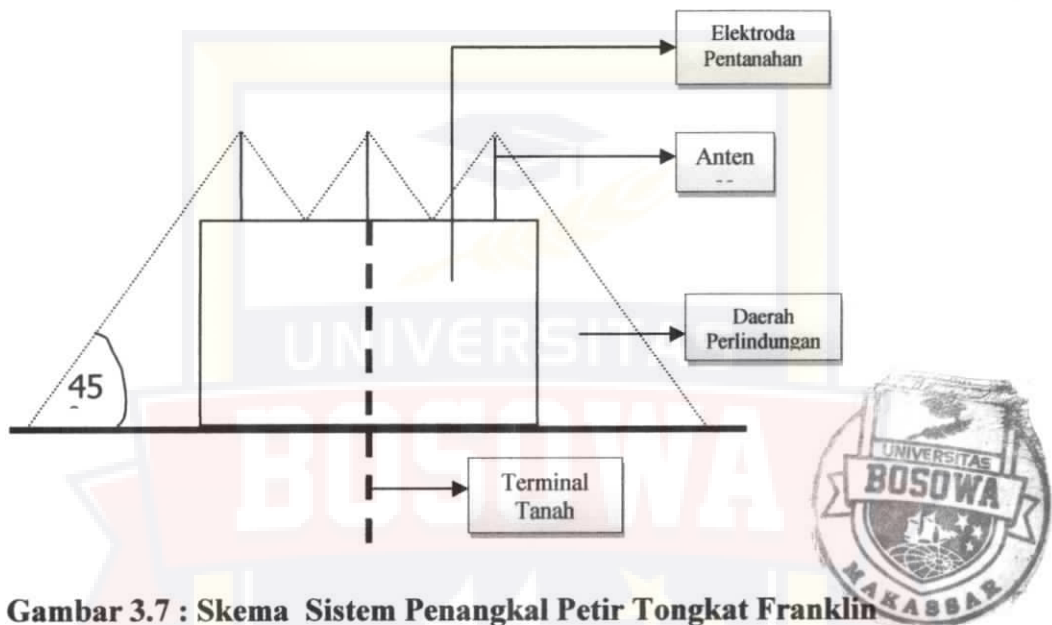 Elektroda
Pentanahan
Anten
Daerah
Perlindungan
45
UNIVERSITAS
BOSOWA
Terminal
Tanah
UNIVERSITAS
BOSOWA
MAKASSAR
Gambar 3.7 : Skema Sistem Penangkal Petir Tongkat Franklin